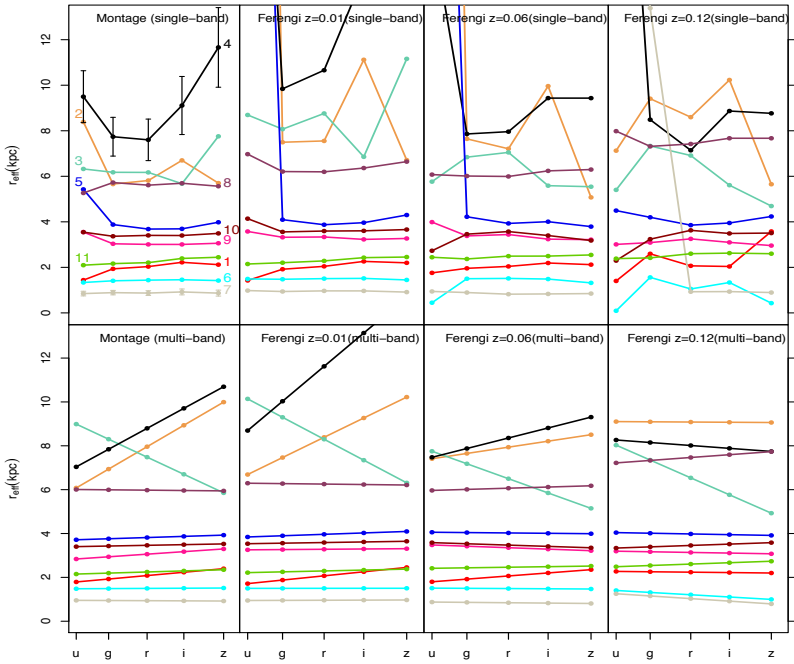 Montage (single−band)
Ferengi z=0.01(single−band)
Ferengi z=0.06(single−band)
Ferengi z=0.12(single−band)
12
10
8
6
4
2
0
r_eff(kpc)
4
2
3
5
8
10
9
11
1
6
7
Montage (multi−band)
Ferengi z=0.01(multi−band)
Ferengi z=0.06(multi−band)
Ferengi z=0.12(multi−band)
12
10
8
6
4
2
0
r_eff(kpc)
u g r i z
u g r i z
u g r i z
u g r i z